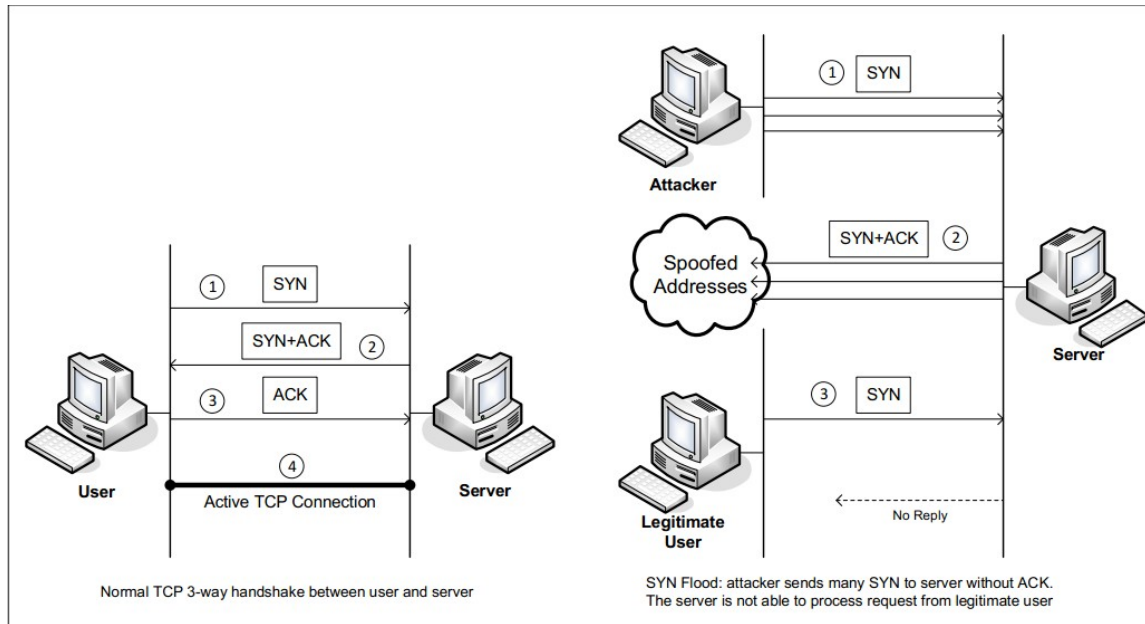 1
SYN
SYN+ACK
2
3
ACK
4
Active TCP Connection
User
Server
Normal TCP 3-way handshake between user and server
1
SYN
Attacker
SYN+ACK
2
Spoofed
Addresses
Server
3
SYN
Legitimate
User
No Reply
SYN Flood: attacker sends many SYN to server without ACK.
The server is not able to process request from legitimate user